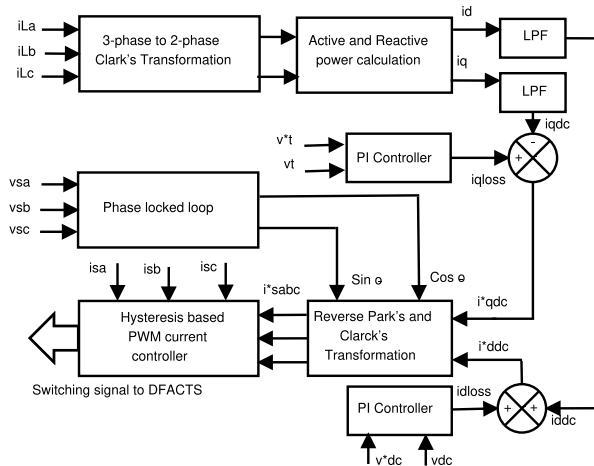 iLa
iLb
iLc
3-phase to 2-phase
Clark's Transformation
Active and Reactive
power calculation
id
iq
LPF
LPF
iqdc
v*t
vt
PI Controller
iqloss
-
+
vsa
vsb
vsc
Phase locked loop
Sin ɵ
Cos ɵ
isa
isb
isc
i*sabc
i*qdc
i*ddc
Hysteresis based
PWM current
controller
Reverse Park's and
Clarck's
Transformation
Switching signal to DFACTS
PI Controller
idloss
+ +
iddc
v*dc
vdc